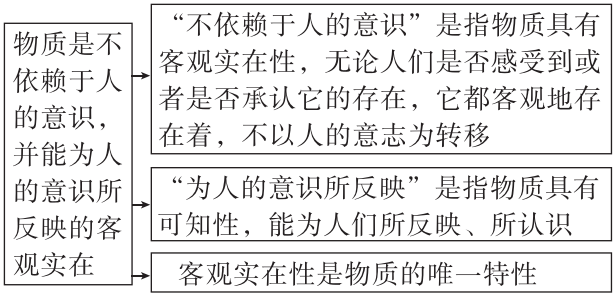 物质是不
依赖于人
的意识，
并能为人
的意识所
反映的客
观实在
“不依赖于人的意识”是指物质具有
客观实在性，无论人们是否感受到或
者是否承认它的存在，它都客观地存
在着，不以人的意志为转移
“为人的意识所反映”是指物质具有
可知性，能为人们所反映、所认识
客观实在性是物质的唯一特性